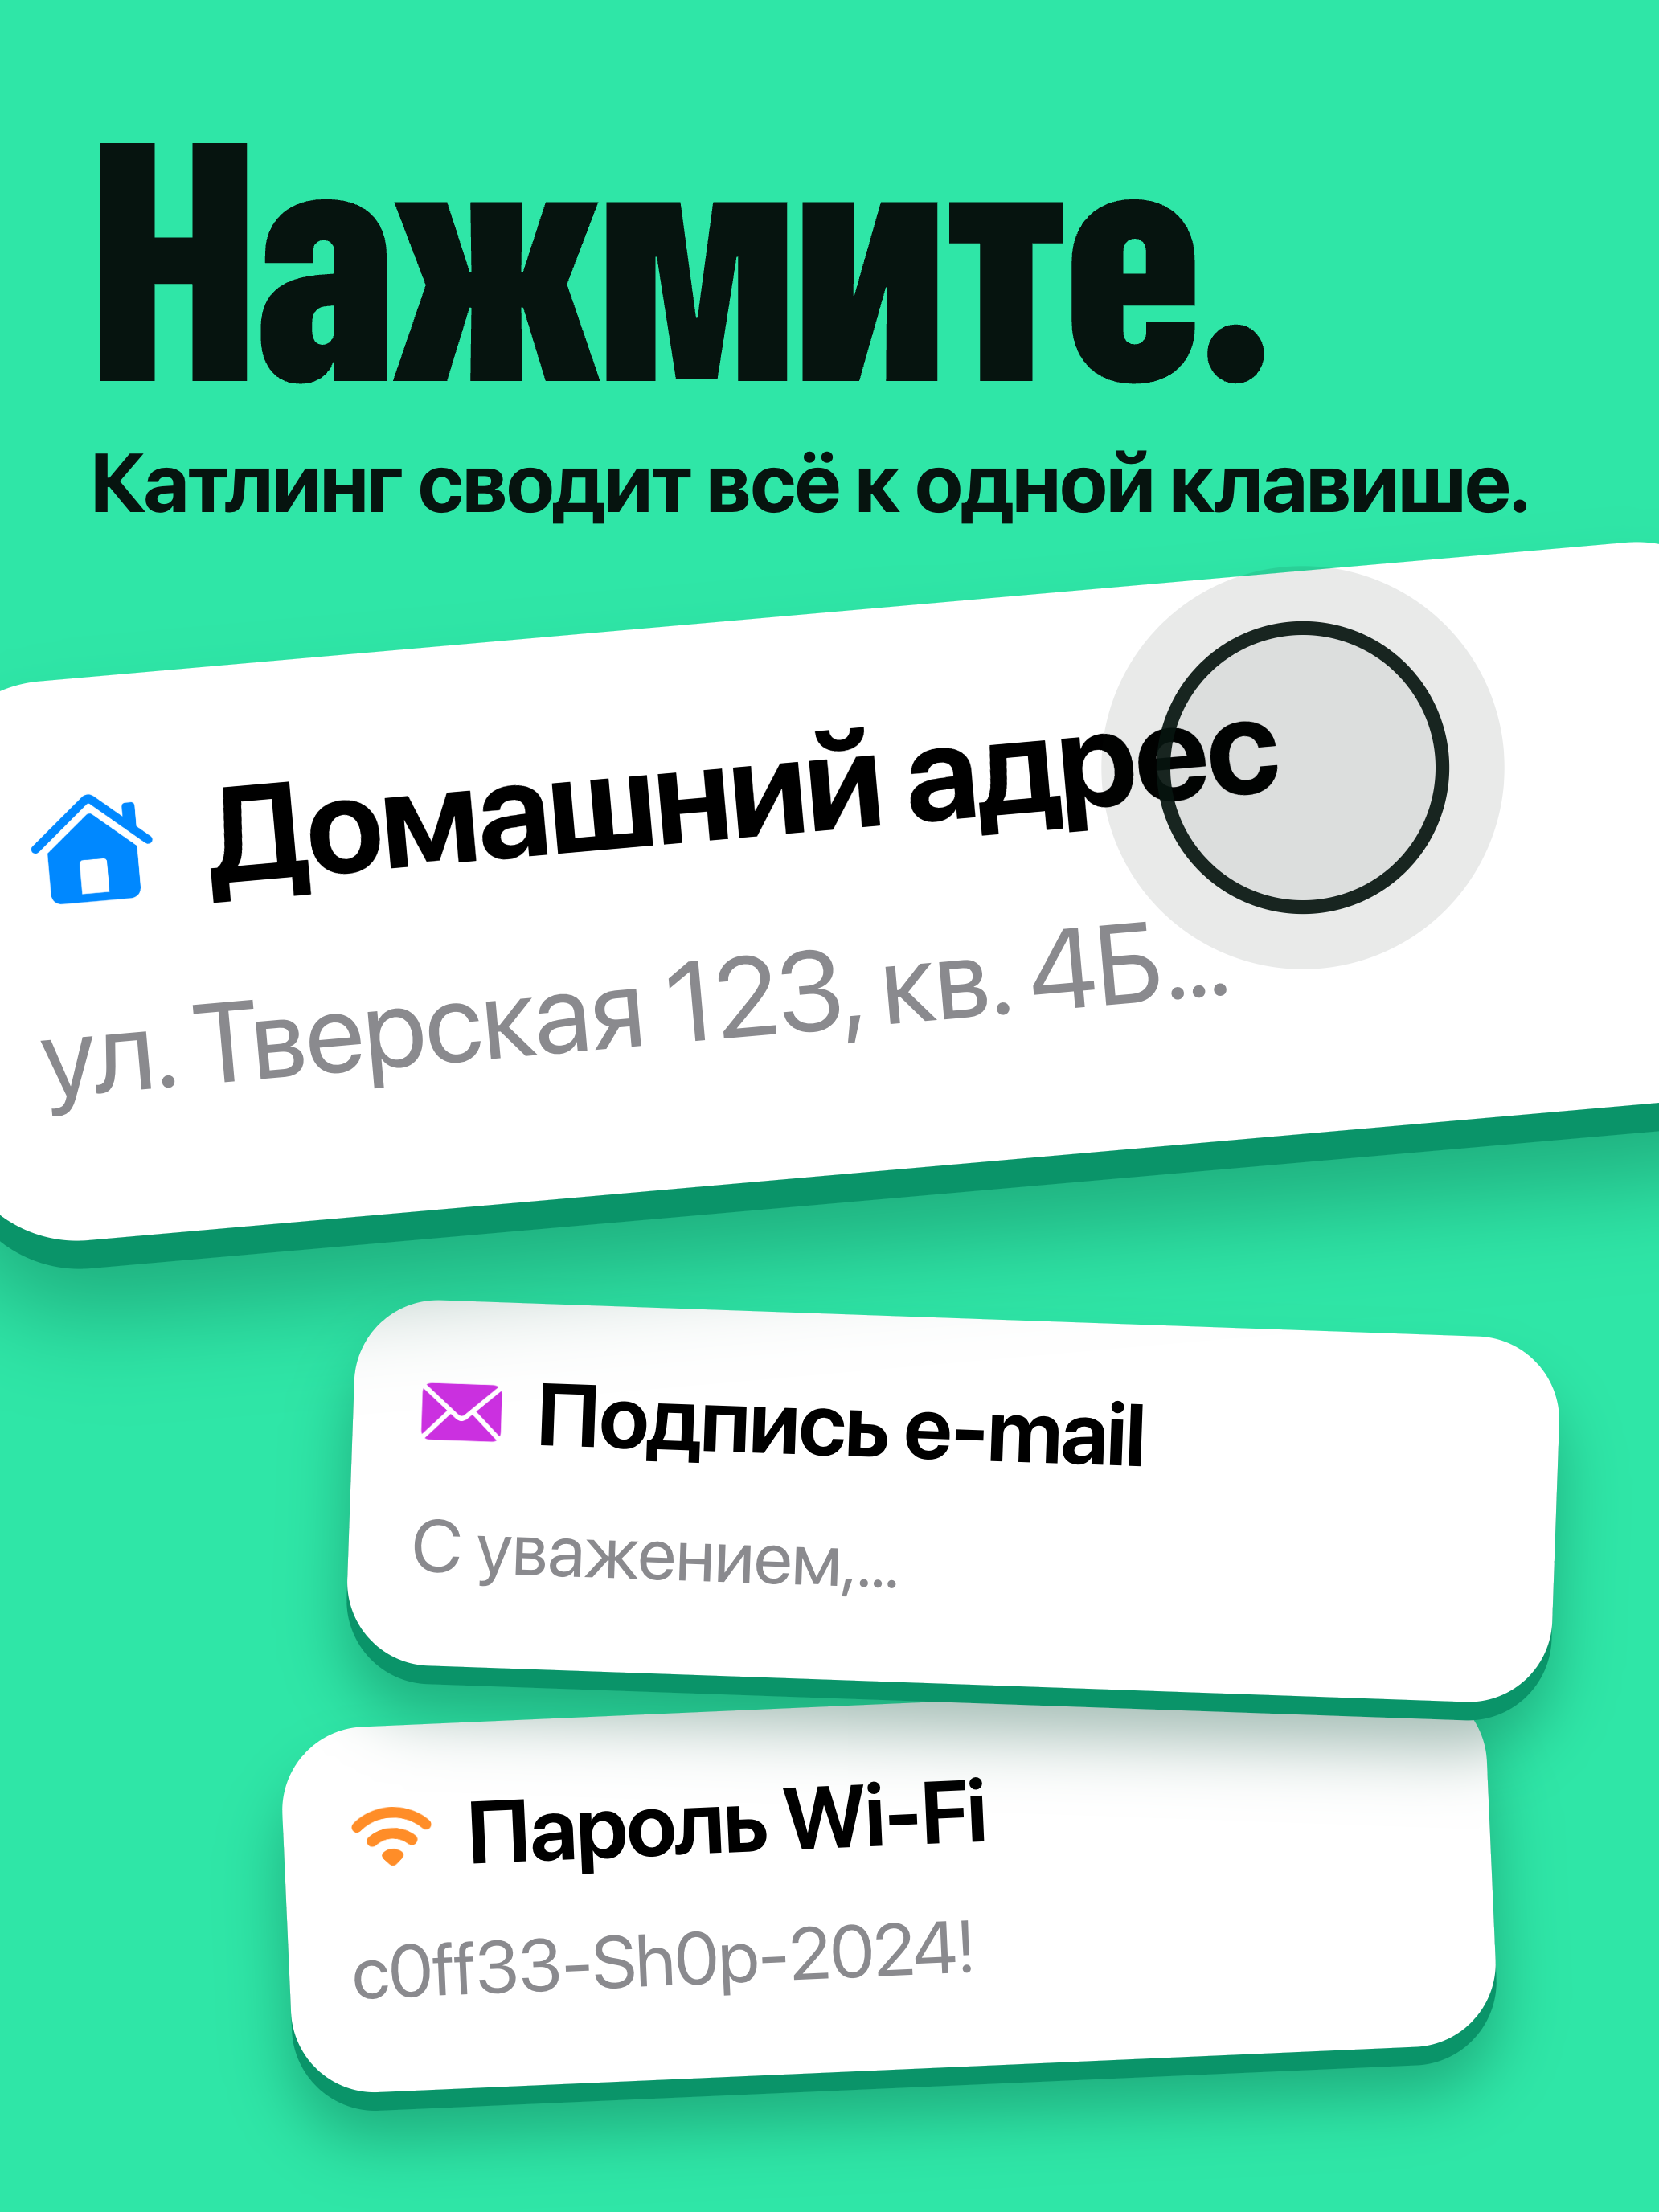 Нажмите.
Катлинг сводит всё к одной клавише.
Домашний адрес
ул. Тверская 123, кв. 4Б...
Подпись e-mail
С уважением,...
Пароль Wi-Fi
c0ff33-Sh0p-2024!